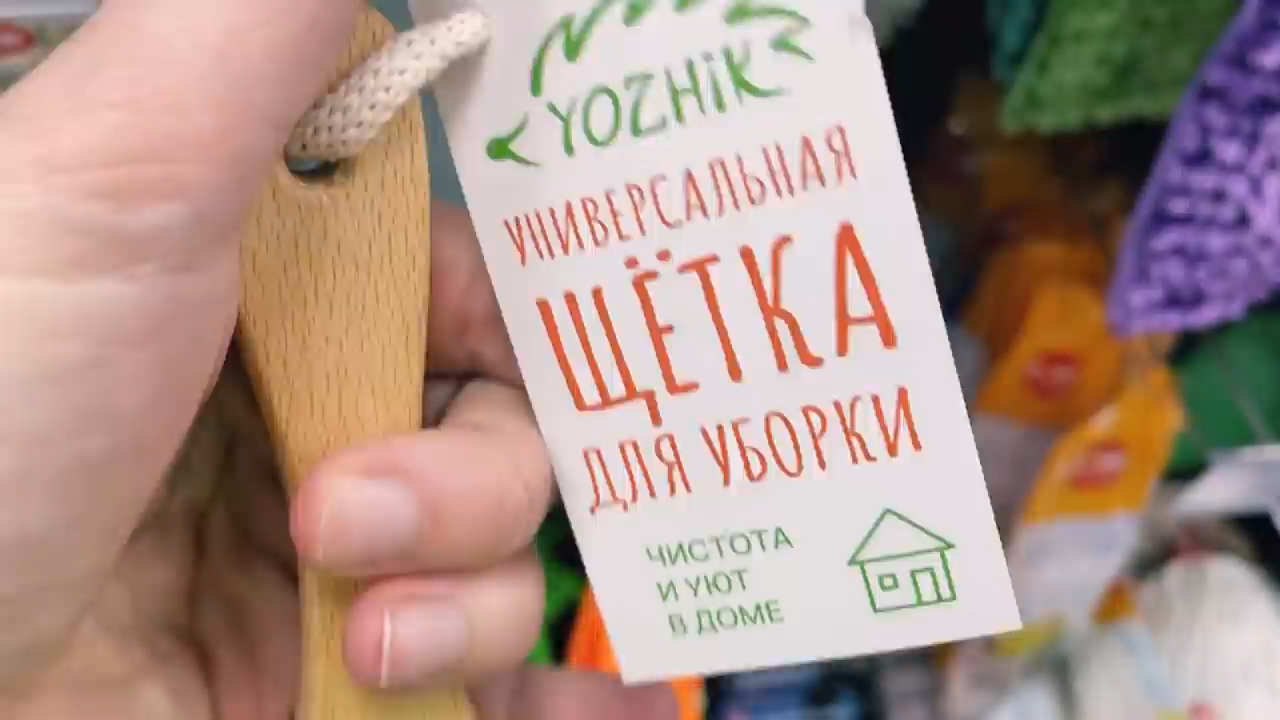 YOZHiK
УНИВЕРСАЛЬНАЯ
ЩЁТКА
ДЛЯ УБОРКИ
ЧИСТОТА
И УЮТ
В ДОМЕ